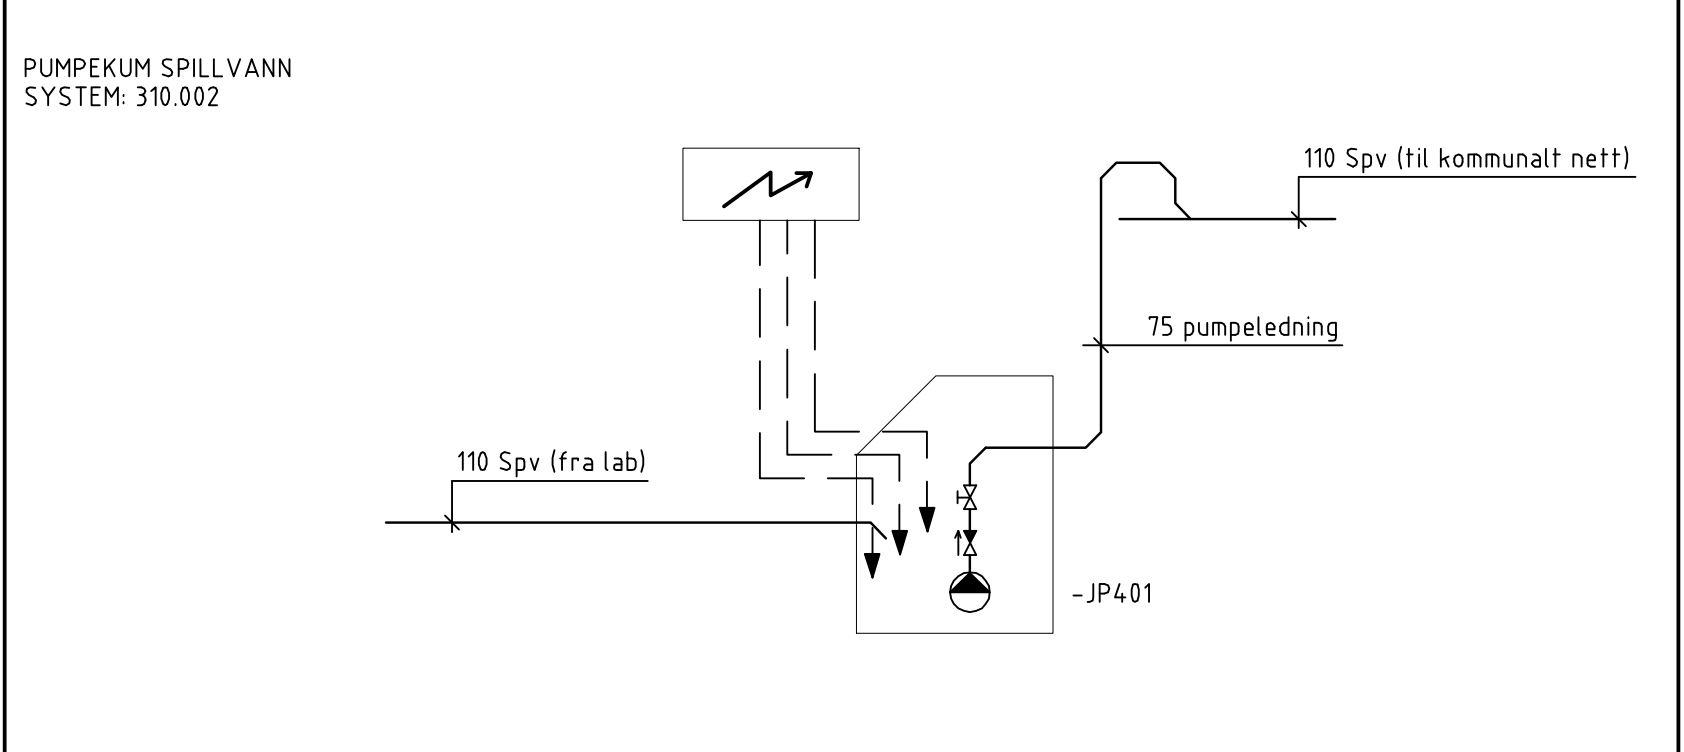 PUMPEKUM SPILLVANN
SYSTEM: 310.002
110 Spv (til kommunalt nett)
75 pumpeledning
110 Spv (fra lab)
-JP401